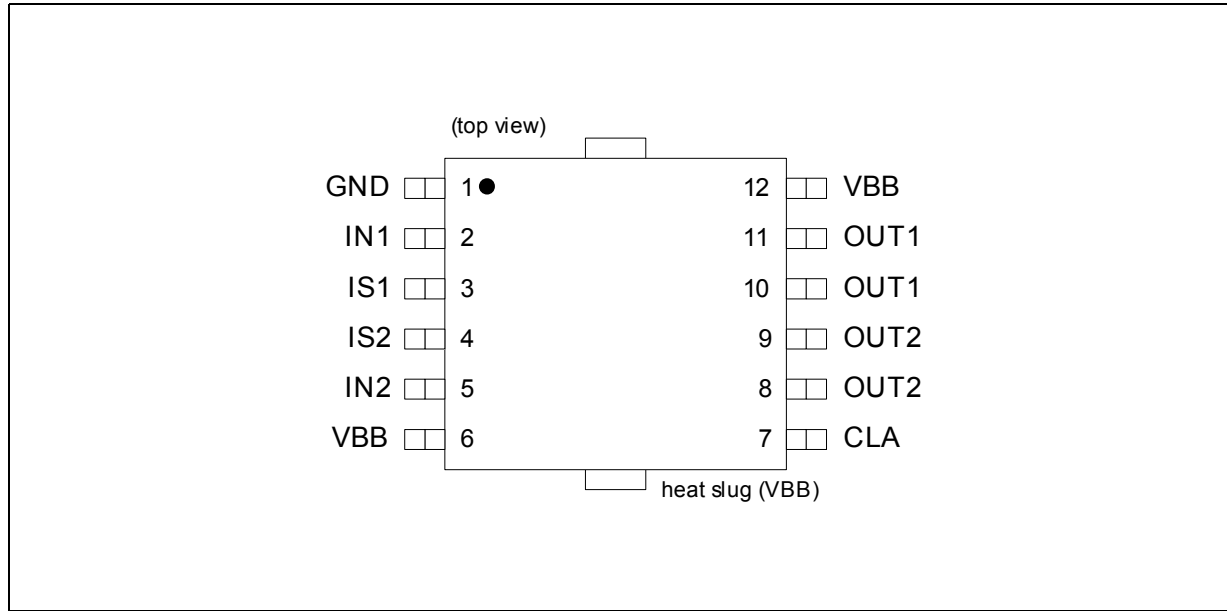 (top view)
GND 1 12 VBB
IN1 2 11 OUT1
IS1 3 10 OUT1
IS2 4 9 OUT2
IN2 5 8 OUT2
VBB 6 7 CLA
heat slug (VBB)